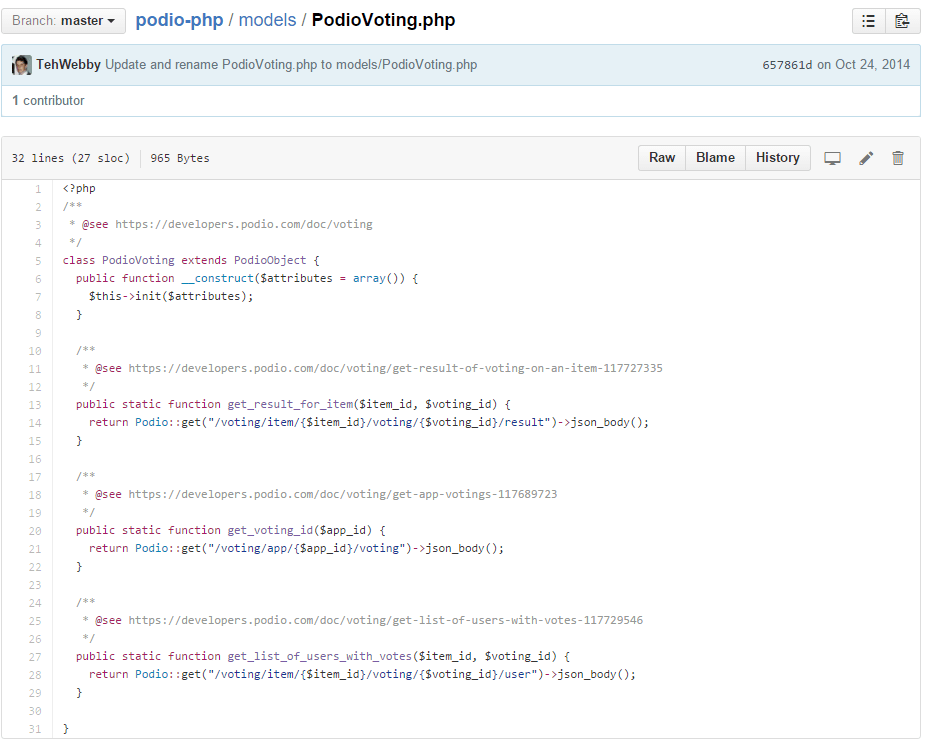 Branch: master podio-php / models / PodioVoting.php
TehWebby Update and rename PodioVoting.php to models/PodioVoting.php 657861d on Oct 24, 2014
1 contributor
32 lines (27 sloc) 965 Bytes Raw Blame History
1 <?php
2 /**
3  * @see https://developers.podio.com/doc/voting
4  */
5 class PodioVoting extends PodioObject {
6   public function __construct($attributes = array()) {
7     $this->init($attributes);
8   }
9
10   /**
11    * @see https://developers.podio.com/doc/voting/get-result-of-voting-on-an-item-117727335
12    */
13   public static function get_result_for_item($item_id, $voting_id) {
14     return Podio::get("/voting/item/{$item_id}/voting/{$voting_id}/result")->json_body();
15   }
16
17   /**
18    * @see https://developers.podio.com/doc/voting/get-app-votings-117689723
19    */
20   public static function get_voting_id($app_id) {
21     return Podio::get("/voting/app/{$app_id}/voting")->json_body();
22   }
23
24   /**
25    * @see https://developers.podio.com/doc/voting/get-list-of-users-with-votes-117729546
26    */
27   public static function get_list_of_users_with_votes($item_id, $voting_id) {
28     return Podio::get("/voting/item/{$item_id}/voting/{$voting_id}/user")->json_body();
29   }
30
31 }